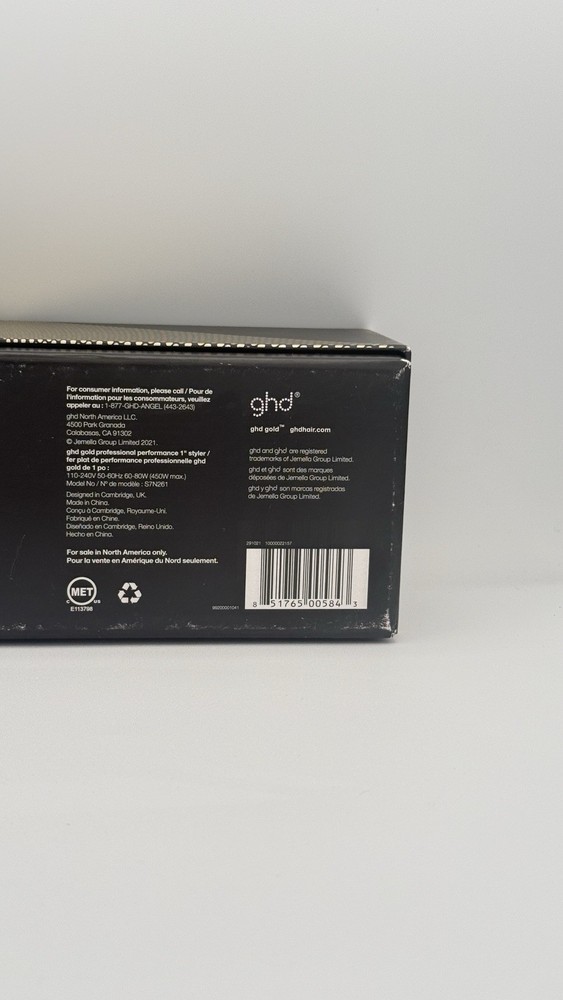 For consumer information, please call / Pour de
l'information pour les consommateurs, veuillez
appeler au : 1-877-GHD-ANGEL (443-2643)
ghd North America LLC.
4500 Park Granada
Calabasas, CA 91302
© Jemella Group Limited 2021.
ghd gold professional performance 1" styler /
fer plat de performance professionnelle ghd
gold de 1 po :
110-240V 50-60Hz 60-80W (450W max.)
Model No / N° de modèle : S7N261
Designed in Cambridge, UK.
Made in China.
Conçu à Cambridge, Royaume-Uni.
Fabriqué en Chine.
Diseñado en Cambridge, Reino Unido.
Hecho en China.
For sale in North America only.
Pour la vente en Amérique du Nord seulement.
MET
C US
E113798
ghd®
ghd gold™ ghdhair.com
ghd and ghd are registered
trademarks of Jemella Group Limited.
ghd et ghd sont des marques
déposées de Jemella Group Limited.
ghd y ghd son marcas registradas
de Jemella Group Limited.
8 51765 00584 3